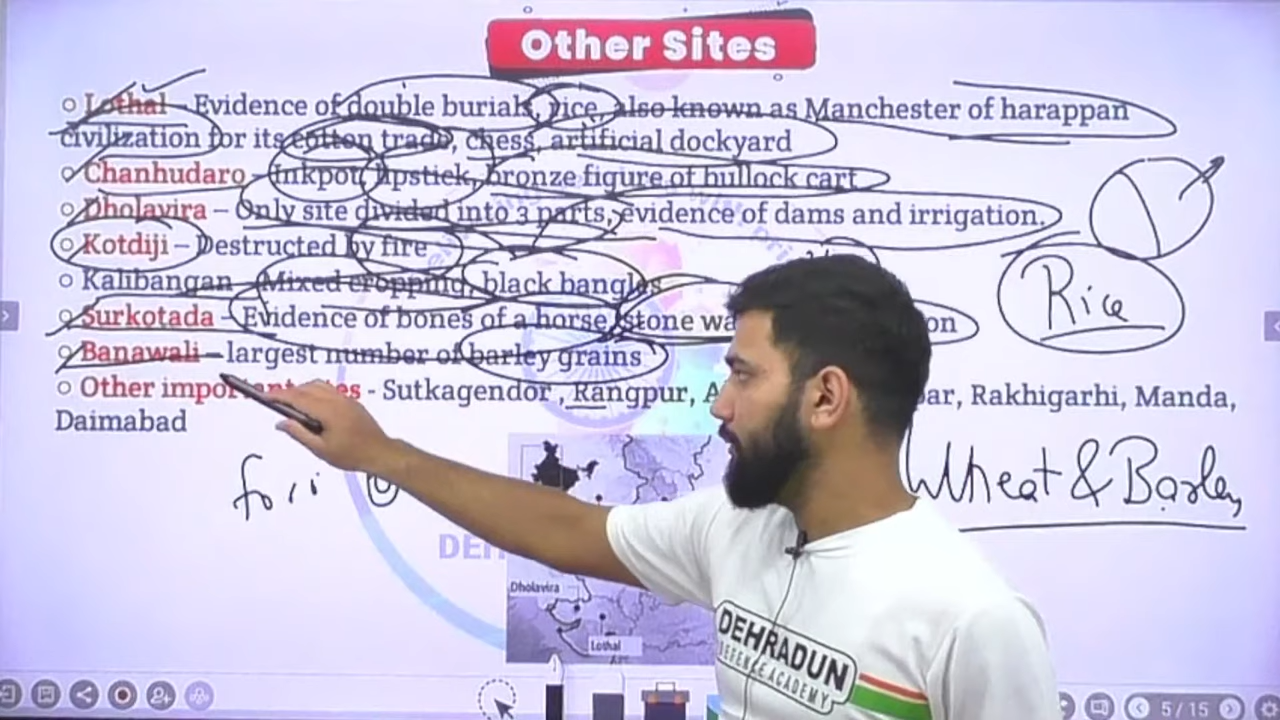 Other Sites
○ Lothal – Evidence of double burials, rice, also known as Manchester of harappan
civilization for its cotton trade, chess, artificial dockyard
○ Chanhudaro – inkpot, lipstick, bronze figure of bullock cart
○ Dholavira – Only site divided into 3 parts, evidence of dams and irrigation.
○ Kotdiji – Destructed by fire
○ Kalibangan – Mixed cropping, black bangles
Rice
○ Surkotada – Evidence of bones of a horse, stone
on
○ Banawali – largest number of barley grains
○ Other important sites - Sutkagendor , Rangpur, Rakhigarhi, Manda,
Daimabad
Wheat & Barley
Dholavira
Lothal
DEHRADUN
DEFENCE ACADEMY
5 / 15